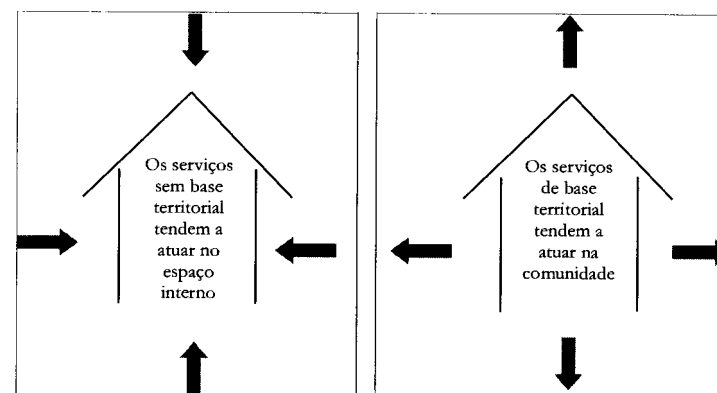 Os serviços
sem base
territorial
tendem a
atuar no
espaço
interno
Os serviços
de base
territorial
tendem a
atuar na
comunidade